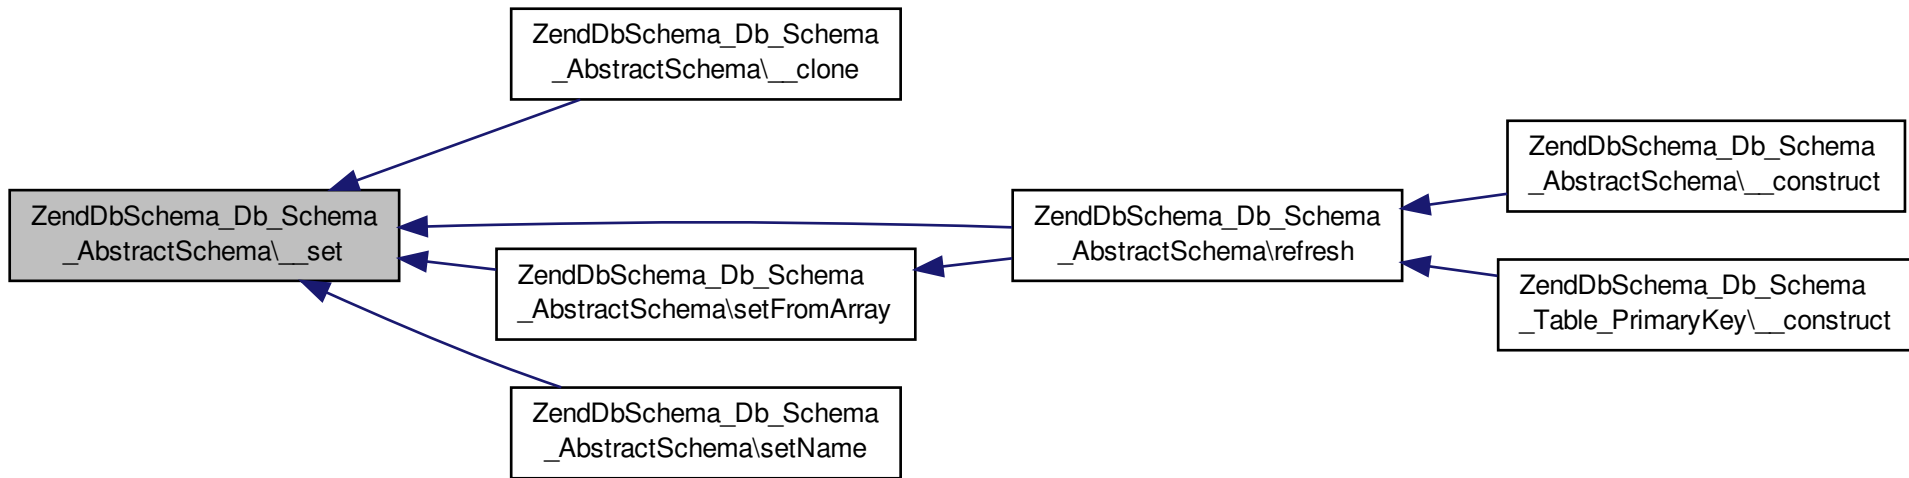 ZendDbSchema_Db_Schema
_AbstractSchema\__clone
ZendDbSchema_Db_Schema
_AbstractSchema\__set
ZendDbSchema_Db_Schema
_AbstractSchema\setFromArray
ZendDbSchema_Db_Schema
_AbstractSchema\setName
ZendDbSchema_Db_Schema
_AbstractSchema\refresh
ZendDbSchema_Db_Schema
_AbstractSchema\__construct
ZendDbSchema_Db_Schema
_Table_PrimaryKey\__construct